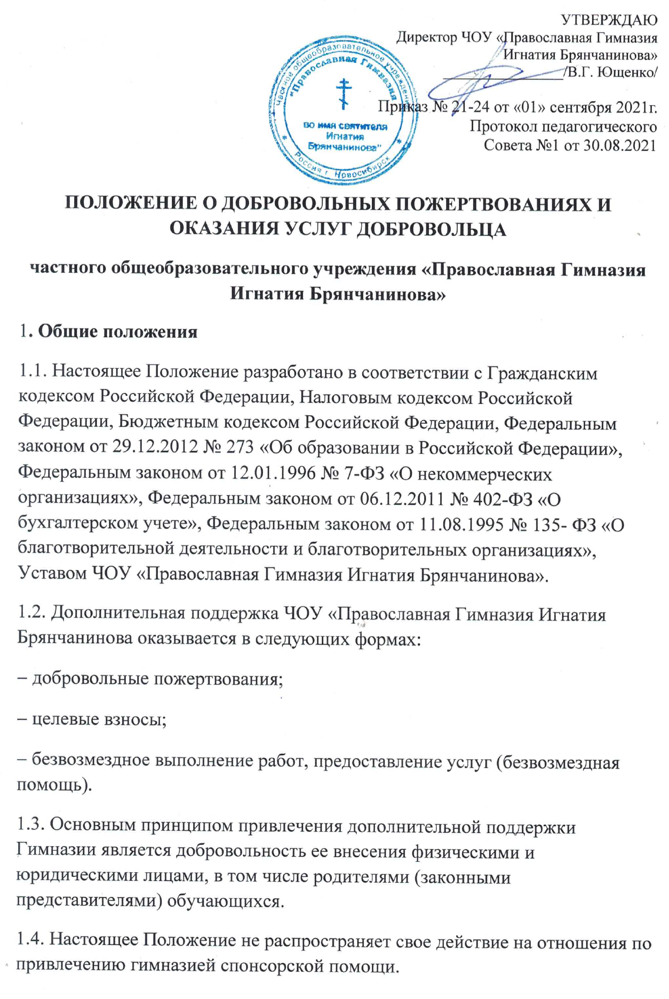 УТВЕРЖДАЮ
Директор ЧОУ «Православная Гимназия
Игнатия Брянчанинова»
/В.Г. Ющенко/
Приказ № 21-24 от «01» сентября 2021г.
Протокол педагогического
Совета №1 от 30.08.2021
Частное общеобразовательное учреждение
"Православная Гимназия
во имя святителя
Игнатия
Брянчанинова"
Россия г. Новосибирск
ПОЛОЖЕНИЕ О ДОБРОВОЛЬНЫХ ПОЖЕРТВОВАНИЯХ И
ОКАЗАНИЯ УСЛУГ ДОБРОВОЛЬЦА
частного общеобразовательного учреждения «Православная Гимназия
Игнатия Брянчанинова»
1. Общие положения
1.1. Настоящее Положение разработано в соответствии с Гражданским
кодексом Российской Федерации, Налоговым кодексом Российской
Федерации, Бюджетным кодексом Российской Федерации, Федеральным
законом от 29.12.2012 № 273 «Об образовании в Российской Федерации»,
Федеральным законом от 12.01.1996 № 7-ФЗ «О некоммерческих
организациях», Федеральным законом от 06.12.2011 № 402-ФЗ «О
бухгалтерском учете», Федеральным законом от 11.08.1995 № 135- ФЗ «О
благотворительной деятельности и благотворительных организациях»,
Уставом ЧОУ «Православная Гимназия Игнатия Брянчанинова».
1.2. Дополнительная поддержка ЧОУ «Православная Гимназия Игнатия
Брянчанинова оказывается в следующих формах:
– добровольные пожертвования;
– целевые взносы;
– безвозмездное выполнение работ, предоставление услуг (безвозмездная
помощь).
1.3. Основным принципом привлечения дополнительной поддержки
Гимназии является добровольность ее внесения физическими и
юридическими лицами, в том числе родителями (законными
представителями) обучающихся.
1.4. Настоящее Положение не распространяет свое действие на отношения по
привлечению гимназией спонсорской помощи.